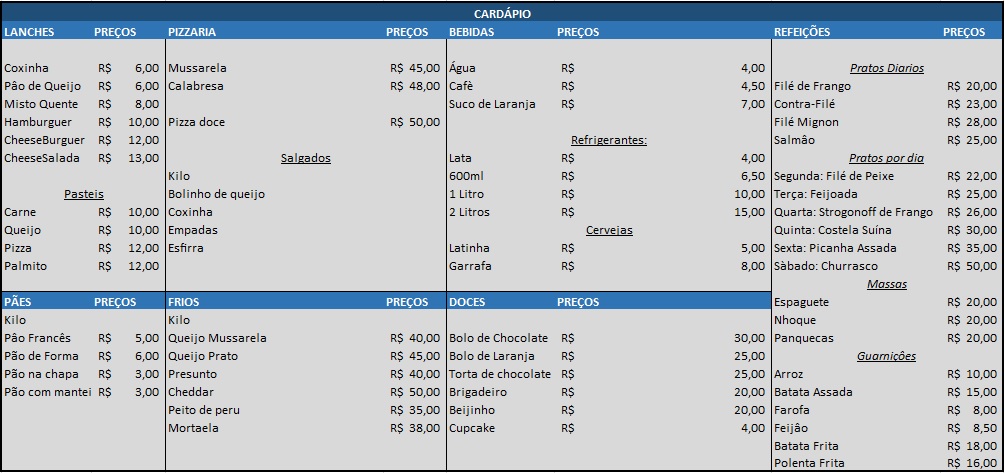 CARDÁPIO
LANCHES PREÇOS
Coxinha R$ 6,00
Pâo de Queijo R$ 6,00
Misto Quente R$ 8,00
Hamburguer R$ 10,00
CheeseBurguer R$ 12,00
CheeseSalada R$ 13,00
Pasteis
Carne R$ 10,00
Queijo R$ 10,00
Pizza R$ 12,00
Palmito R$ 12,00
PIZZARIA PREÇOS
Mussarela R$ 45,00
Calabresa R$ 48,00
Pizza doce R$ 50,00
Salgados
Kilo
Bolinho de queijo
Coxinha
Empadas
Esfirra
BEBIDAS PREÇOS
Água R$ 4,00
Cafè R$ 4,50
Suco de Laranja R$ 7,00
Refrigerantes:
Lata R$ 4,00
600ml R$ 6,50
1 Litro R$ 10,00
2 Litros R$ 15,00
Cervejas
Latinha R$ 5,00
Garrafa R$ 8,00
REFEIÇÕES PREÇOS
Pratos Diarios
Filé de Frango R$ 20,00
Contra-Filé R$ 23,00
Filé Mignon R$ 28,00
Salmâo R$ 25,00
Pratos por dia
Segunda: Filé de Peixe R$ 22,00
Terça: Feijoada R$ 25,00
Quarta: Strogonoff de Frango R$ 26,00
Quinta: Costela Suína R$ 30,00
Sexta: Picanha Assada R$ 35,00
Sàbado: Churrasco R$ 50,00
Massas
Espaguete R$ 20,00
Nhoque R$ 20,00
Panquecas R$ 20,00
Guarniçôes
Arroz R$ 10,00
Batata Assada R$ 15,00
Farofa R$ 8,00
Feijâo R$ 8,50
Batata Frita R$ 18,00
Polenta Frita R$ 16,00
PÃES PREÇOS
Kilo
Pâo Francês R$ 5,00
Pão de Forma R$ 6,00
Pão na chapa R$ 3,00
Pão com mantei R$ 3,00
FRIOS PREÇOS
Kilo
Queijo Mussarela R$ 40,00
Queijo Prato R$ 45,00
Presunto R$ 40,00
Cheddar R$ 50,00
Peito de peru R$ 35,00
Mortaela R$ 38,00
DOCES PREÇOS
Bolo de Chocolate R$ 30,00
Bolo de Laranja R$ 25,00
Torta de chocolate R$ 25,00
Brigadeiro R$ 20,00
Beijinho R$ 20,00
Cupcake R$ 4,00